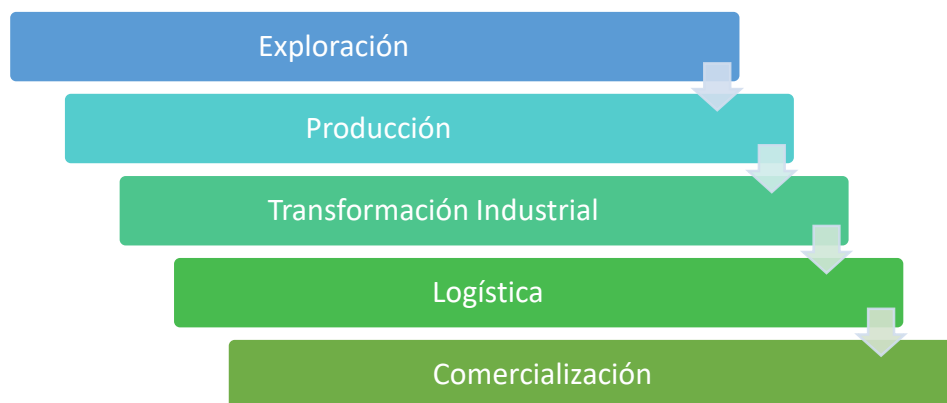 Exploración
Producción
Transformación Industrial
Logística
Comercialización